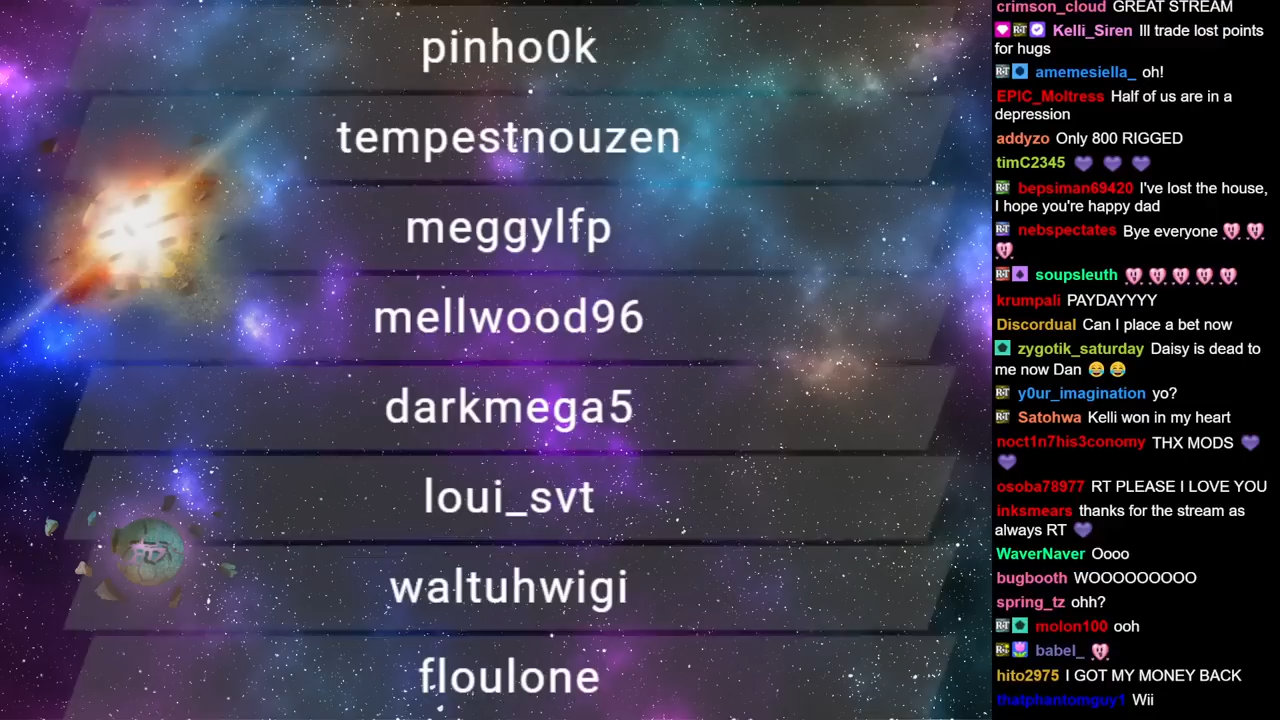 pinho0k
tempestnouzen
meggylfp
mellwood96
darkmega5
loui_svt
waltuhwigi
floulone
crimson_cloud GREAT STREAM
Kelli_Siren Ill trade lost points
for hugs
amemesiella_ oh!
EPIC_Moltress Half of us are in a
depression
addyzo Only 800 RIGGED
timC2345
bepsiman69420 I've lost the house,
I hope you're happy dad
nebspectates Bye everyone
soupsleuth
krumpali PAYDAYYYY
Discordual Can I place a bet now
zygotik_saturday Daisy is dead to
me now Dan 😂 😂
y0ur_imagination yo?
Satohwa Kelli won in my heart
noct1n7his3conomy THX MODS 💜
💜
osoba78977 RT PLEASE I LOVE YOU
inksmears thanks for the stream as
always RT 💜
WaverNaver Oooo
bugbooth WOOOOOOOOO
spring_tz ohh?
molon100 ooh
babel_
hito2975 I GOT MY MONEY BACK
thatphantomguy1 Wii